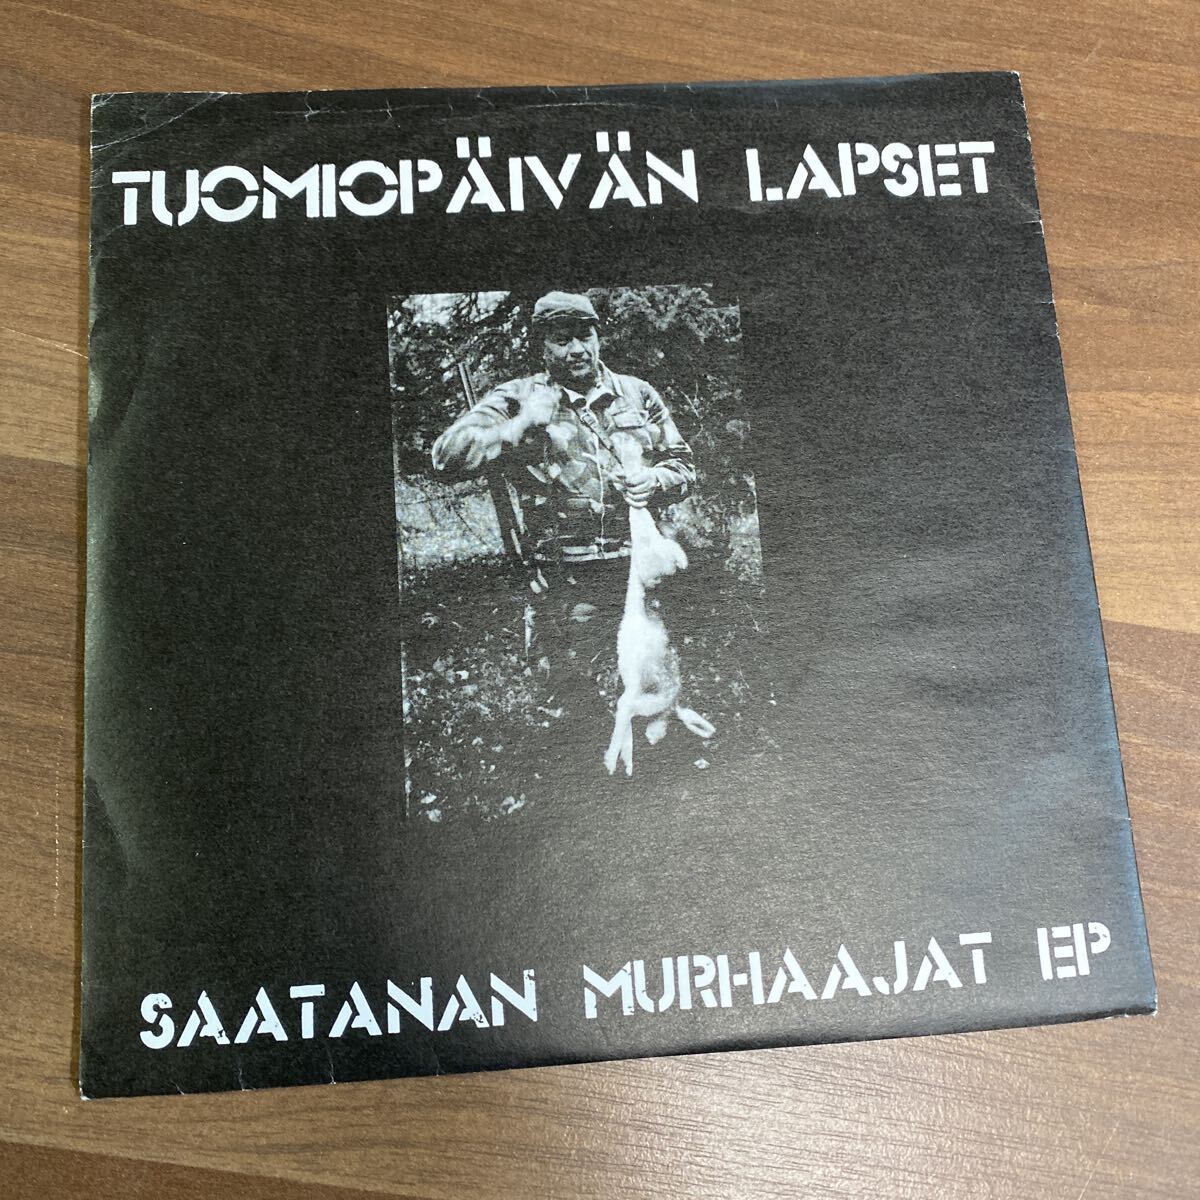 TUOMIOPÄIVÄN LAPSET
SAATANAN MURHAAJAT EP